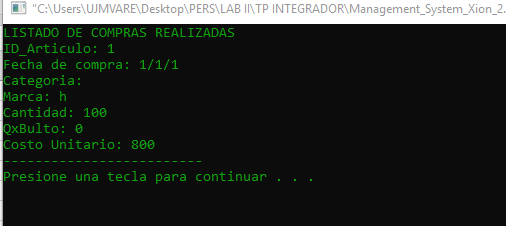 "C:\Users\UJMVARE\Desktop\PERS\LAB II\TP INTEGRADOR\Management_System_Xion_2.
LISTADO DE COMPRAS REALIZADAS
ID_Articulo: 1
Fecha de compra: 1/1/1
Categoria:
Marca: h
Cantidad: 100
QxBulto: 0
Costo Unitario: 800
------------------------
Presione una tecla para continuar . . .